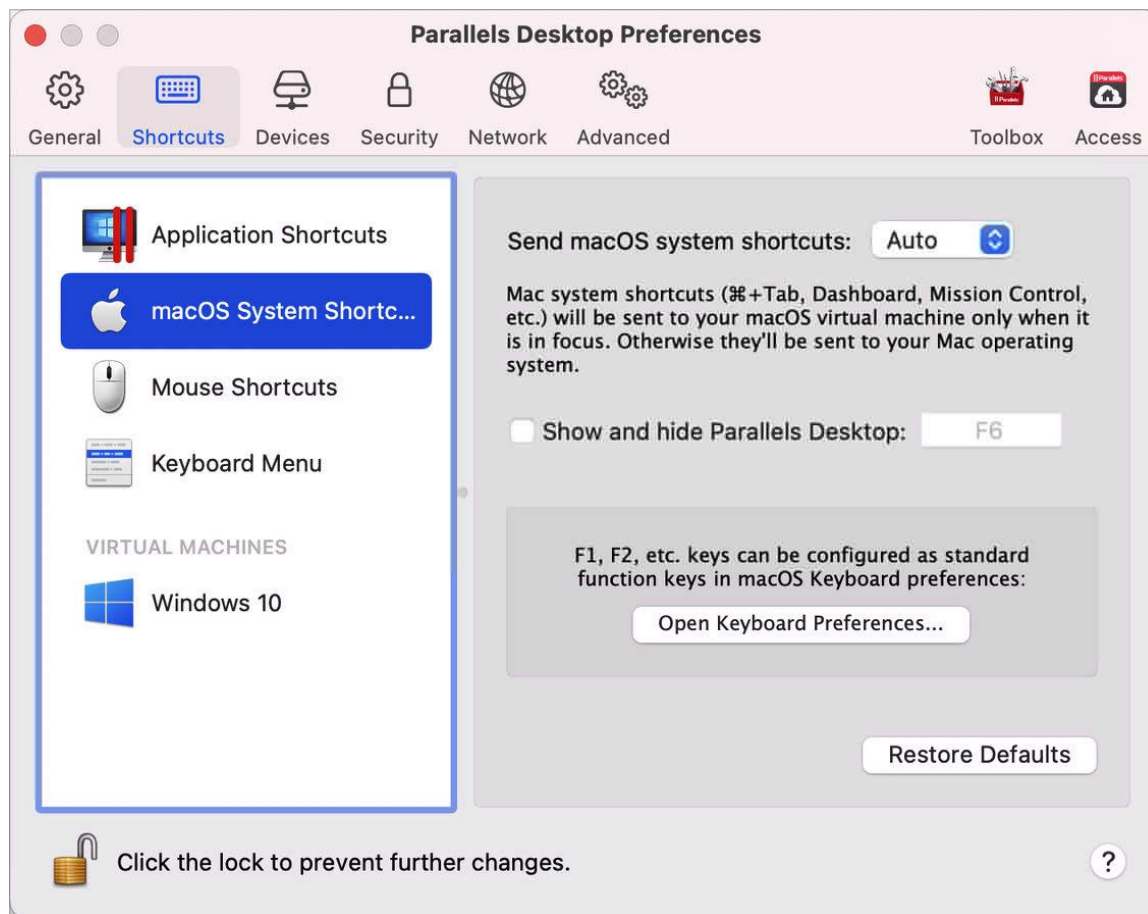 Parallels Desktop Preferences
General Shortcuts Devices Security Network Advanced Toolbox Access
Application Shortcuts
macOS System Shortc...
Mouse Shortcuts
Keyboard Menu
VIRTUAL MACHINES
Windows 10
Send macOS system shortcuts: Auto
Mac system shortcuts (⌘+Tab, Dashboard, Mission Control,
etc.) will be sent to your macOS virtual machine only when it
is in focus. Otherwise they'll be sent to your Mac operating
system.
Show and hide Parallels Desktop: F6
F1, F2, etc. keys can be configured as standard
function keys in macOS Keyboard preferences:
Open Keyboard Preferences...
Restore Defaults
Click the lock to prevent further changes.
?